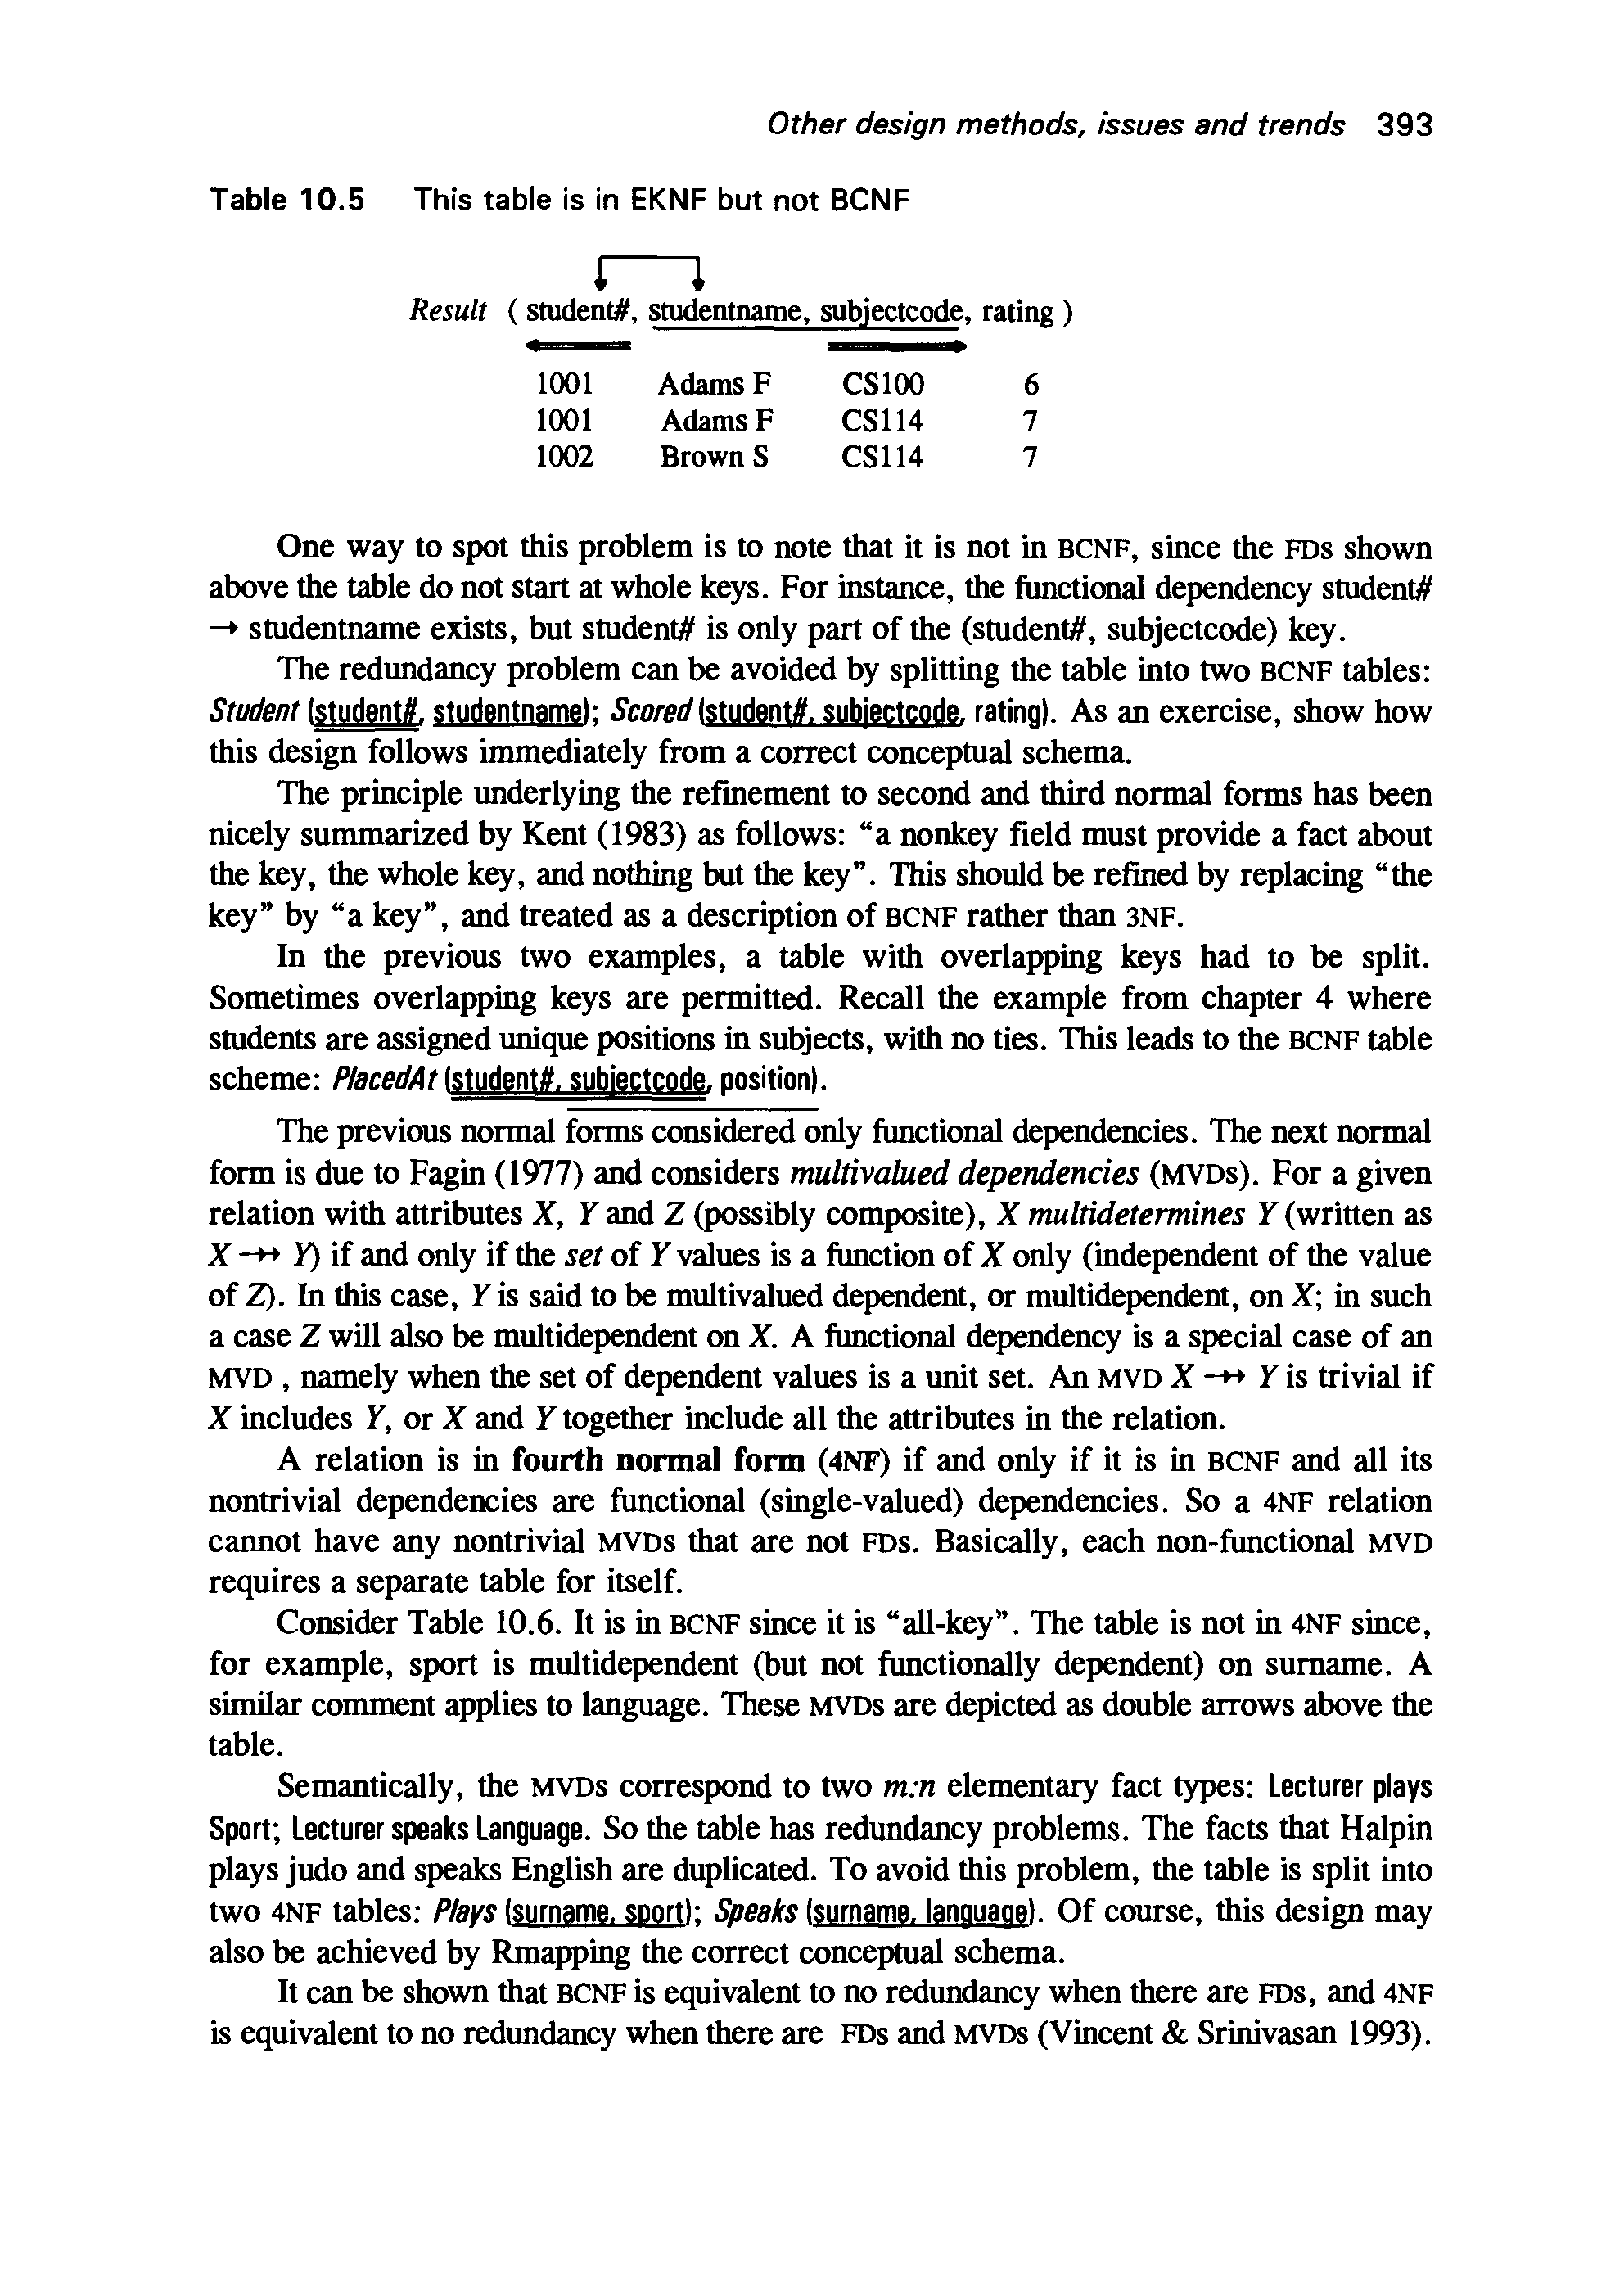 Other design methods, issues and trends 393
Table 10.5 This table is in EKNF but not BCNF
Result ( student#, studentname, subjectcode, rating )
1001 Adams F CS100 6
1001 Adams F CS114 7
1002 Brown S CS114 7
One way to spot this problem is to note that it is not in BCNF, since the FDs shown
above the table do not start at whole keys. For instance, the functional dependency student#
→ studentname exists, but student# is only part of the (student#, subjectcode) key.
The redundancy problem can be avoided by splitting the table into two BCNF tables:
Student (student#, studentname); Scored (student#, subjectcode, rating). As an exercise, show how
this design follows immediately from a correct conceptual schema.
The principle underlying the refinement to second and third normal forms has been
nicely summarized by Kent (1983) as follows: “a nonkey field must provide a fact about
the key, the whole key, and nothing but the key”. This should be refined by replacing “the
key” by “a key”, and treated as a description of BCNF rather than 3NF.
In the previous two examples, a table with overlapping keys had to be split.
Sometimes overlapping keys are permitted. Recall the example from chapter 4 where
students are assigned unique positions in subjects, with no ties. This leads to the BCNF table
scheme: PlacedAt (student#, subjectcode, position).
The previous normal forms considered only functional dependencies. The next normal
form is due to Fagin (1977) and considers multivalued dependencies (MVDs). For a given
relation with attributes X, Y and Z (possibly composite), X multidetermines Y (written as
X →→ Y) if and only if the set of Y values is a function of X only (independent of the value
of Z). In this case, Y is said to be multivalued dependent, or multidependent, on X; in such
a case Z will also be multidependent on X. A functional dependency is a special case of an
MVD , namely when the set of dependent values is a unit set. An MVD X →→ Y is trivial if
X includes Y, or X and Y together include all the attributes in the relation.
A relation is in fourth normal form (4NF) if and only if it is in BCNF and all its
nontrivial dependencies are functional (single-valued) dependencies. So a 4NF relation
cannot have any nontrivial MVDs that are not FDs. Basically, each non-functional MVD
requires a separate table for itself.
Consider Table 10.6. It is in BCNF since it is “all-key”. The table is not in 4NF since,
for example, sport is multidependent (but not functionally dependent) on surname. A
similar comment applies to language. These MVDs are depicted as double arrows above the
table.
Semantically, the MVDs correspond to two m:n elementary fact types: Lecturer plays
Sport; Lecturer speaks Language. So the table has redundancy problems. The facts that Halpin
plays judo and speaks English are duplicated. To avoid this problem, the table is split into
two 4NF tables: Plays (surname, sport); Speaks (surname, language). Of course, this design may
also be achieved by Rmapping the correct conceptual schema.
It can be shown that BCNF is equivalent to no redundancy when there are FDs, and 4NF
is equivalent to no redundancy when there are FDs and MVDs (Vincent & Srinivasan 1993).